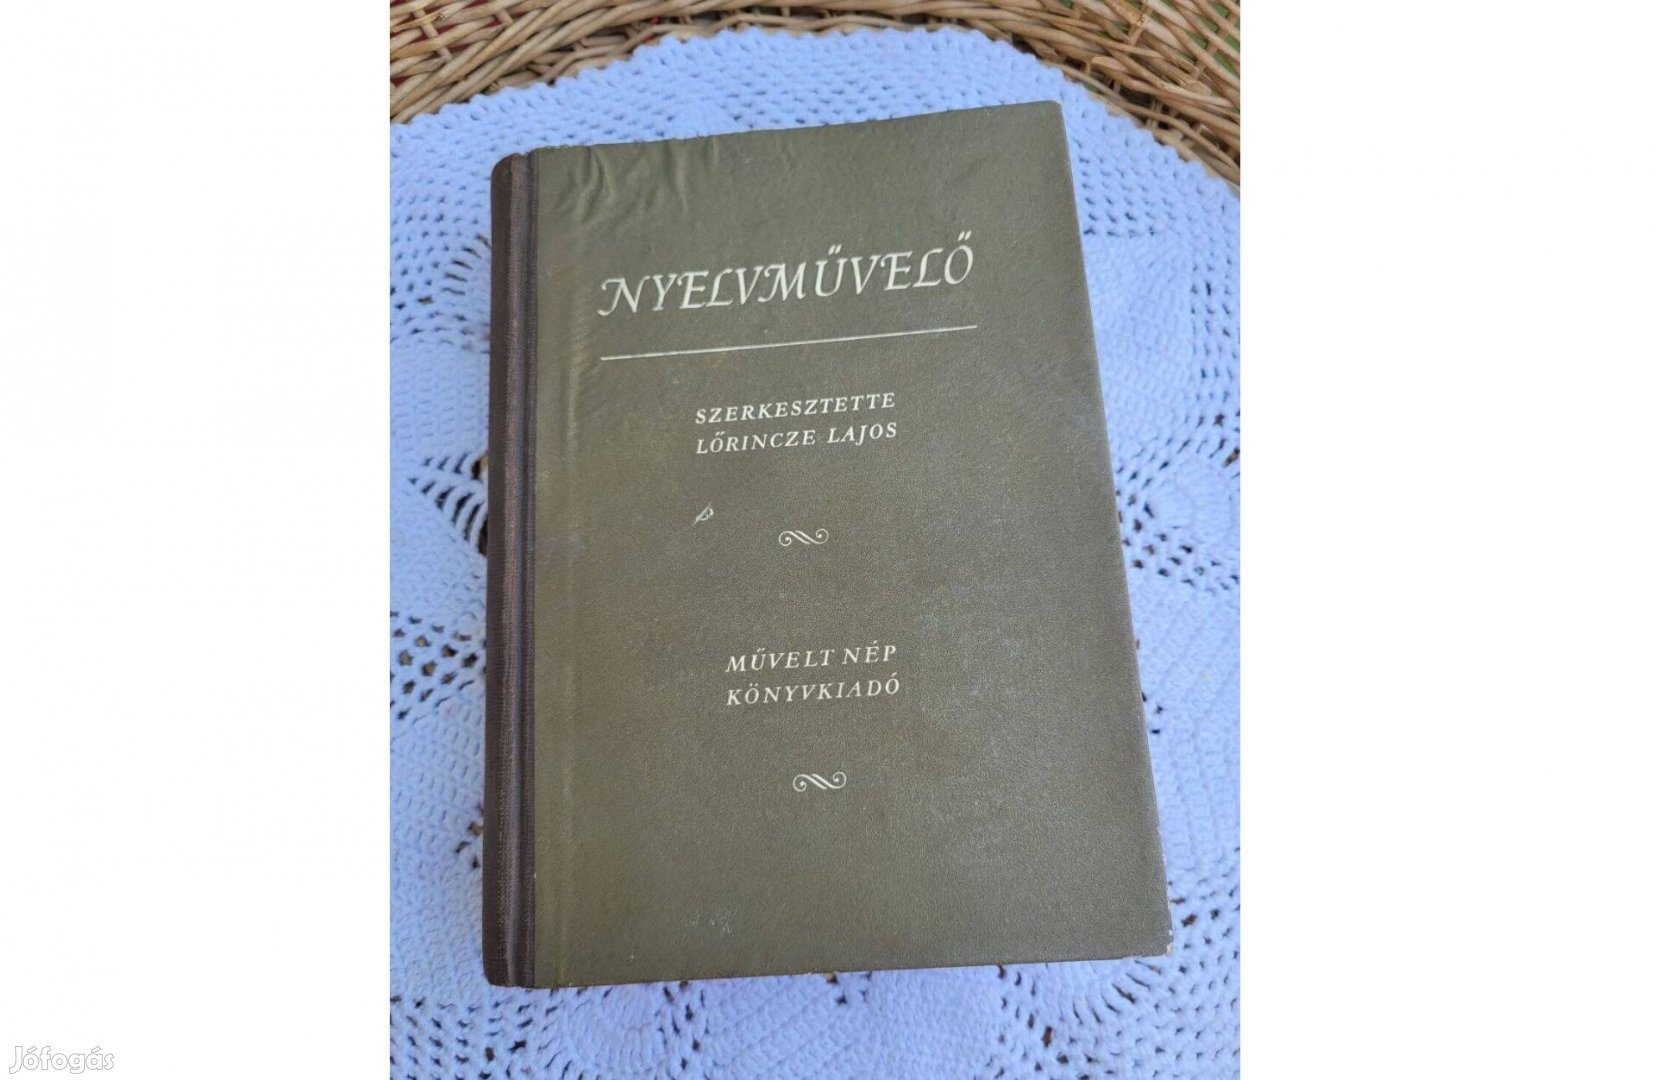 NYELVMŰVELŐ
SZERKESZTETTE
LŐRINCZE LAJOS
MŰVELT NÉP
KÖNYVKIADÓ
Jófogás